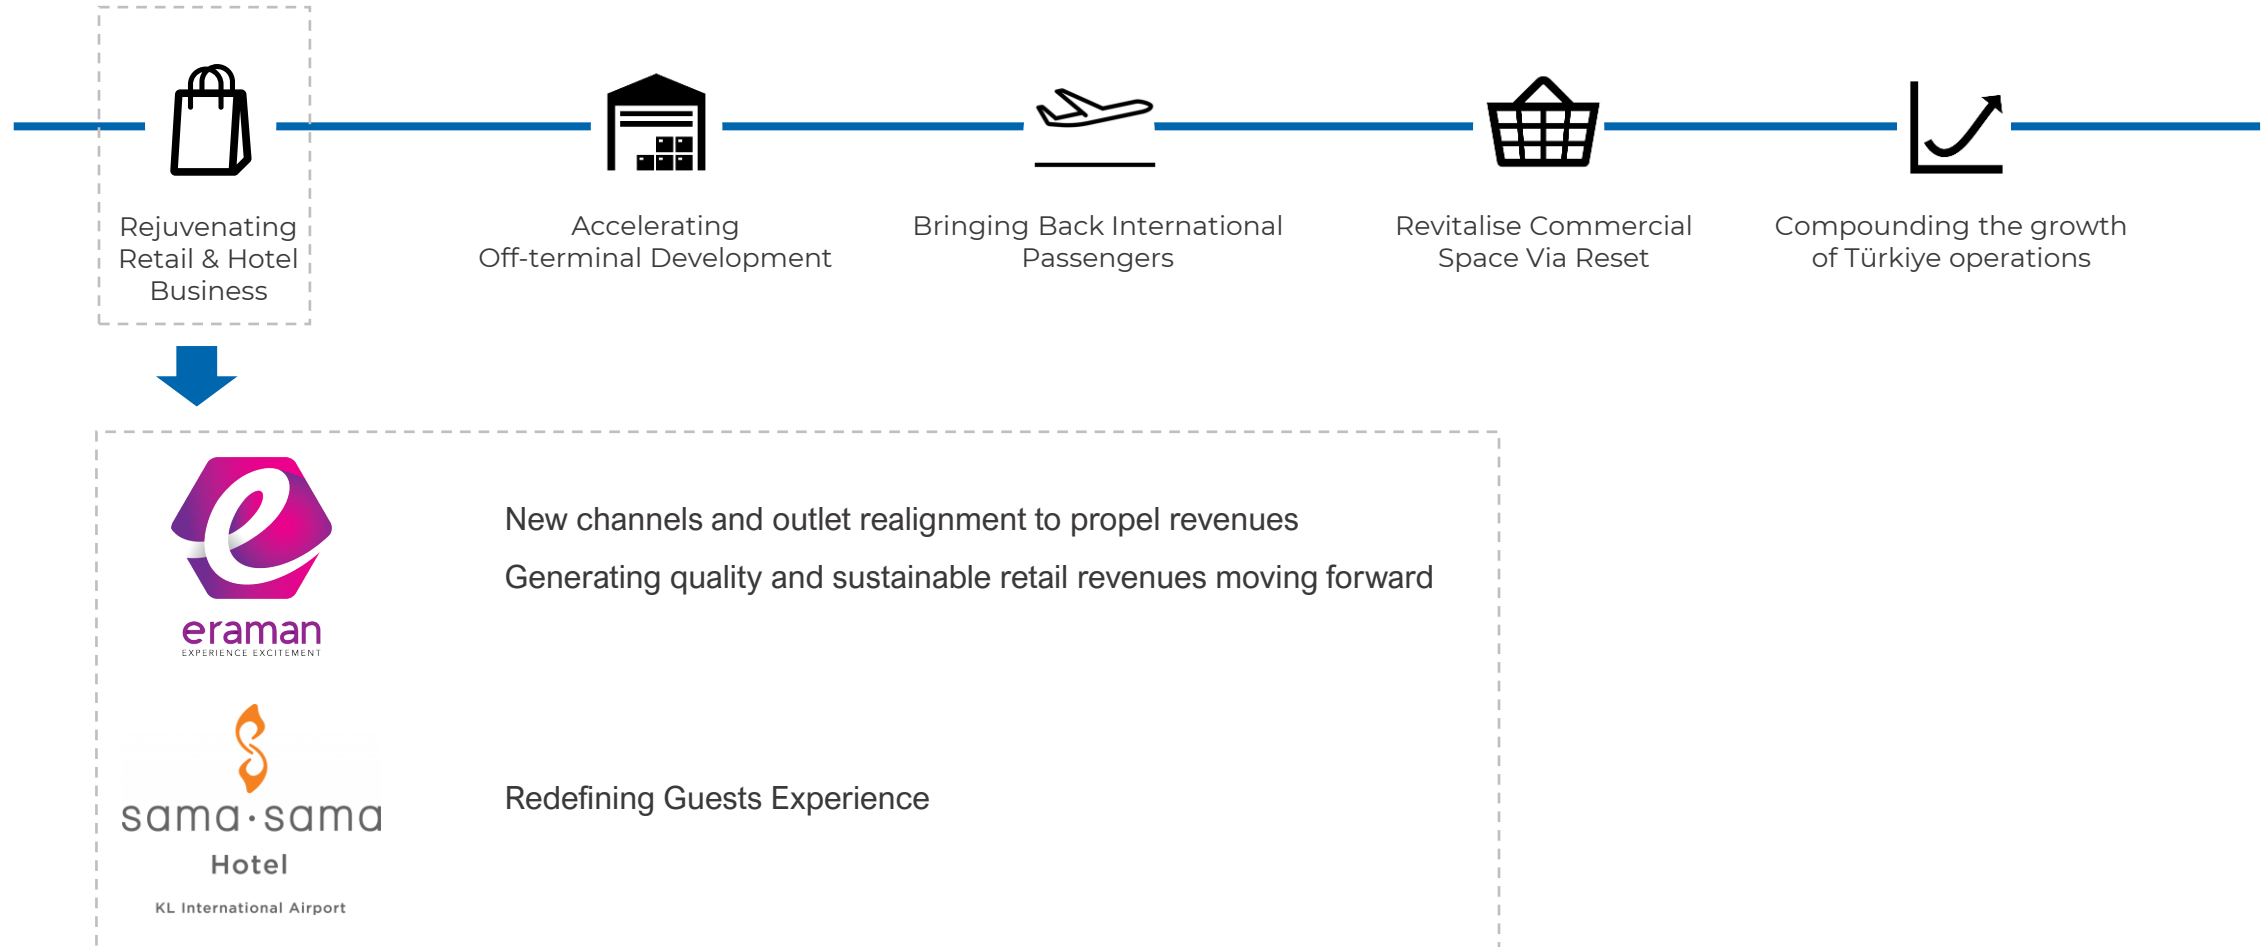 Rejuvenating
Retail & Hotel
Business
Accelerating
Off-terminal Development
Bringing Back International
Passengers
Revitalise Commercial
Space Via Reset
Compounding the growth
of Türkiye operations
eraman
EXPERIENCE EXCITEMENT
New channels and outlet realignment to propel revenues
Generating quality and sustainable retail revenues moving forward
sama·sama
Hotel
KL International Airport
Redefining Guests Experience